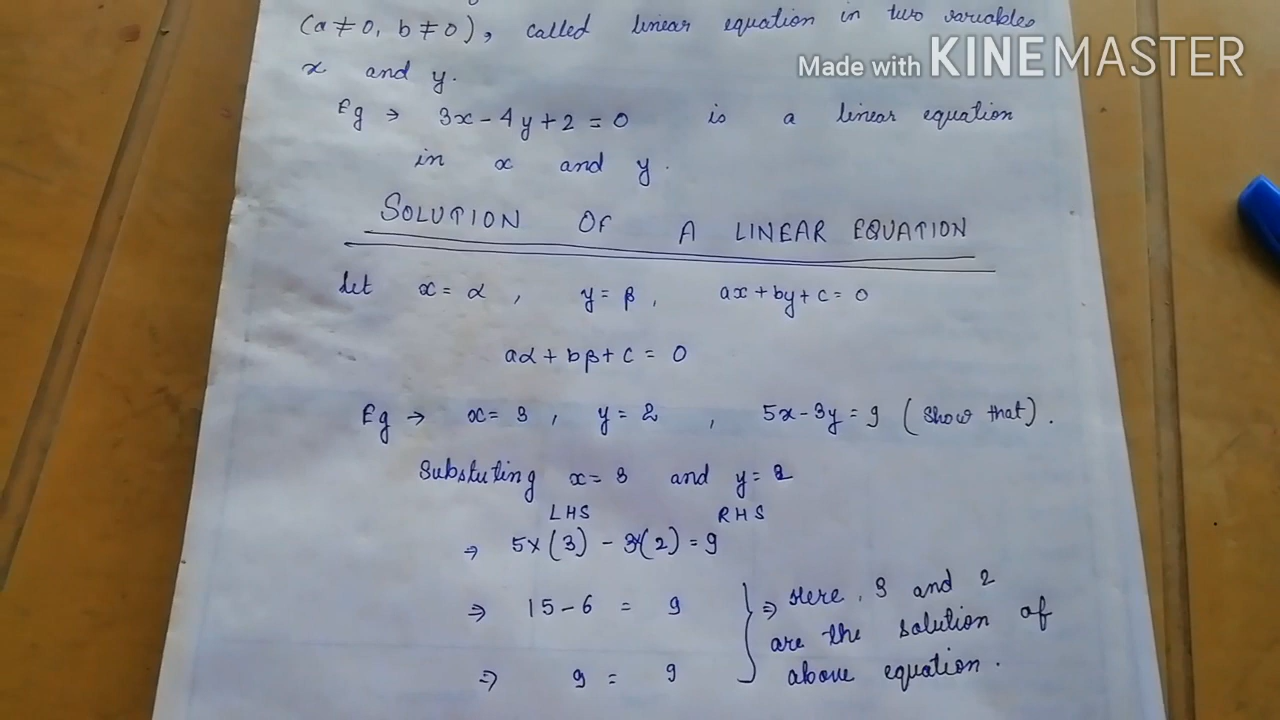 (a ≠ 0, b ≠ 0), called linear equation in two variables
x and y.
Made with KINEMASTER
Eg → 3x - 4y + 2 = 0 is a linear equation
in x and y.
SOLUTION OF A LINEAR EQUATION
let x = α , y = β , ax + by + c = 0
aα + bβ + c = 0
Eg → x = 3 , y = 2 , 5x - 3y = 9 (Show that).
Substuting x = 3 and y = 2
LHS RHS
⇒ 5x(3) - 3x(2) = 9
⇒ 15 - 6 = 9
⇒ 9 = 9
⇒ Here, 3 and 2
are the solution of
above equation.